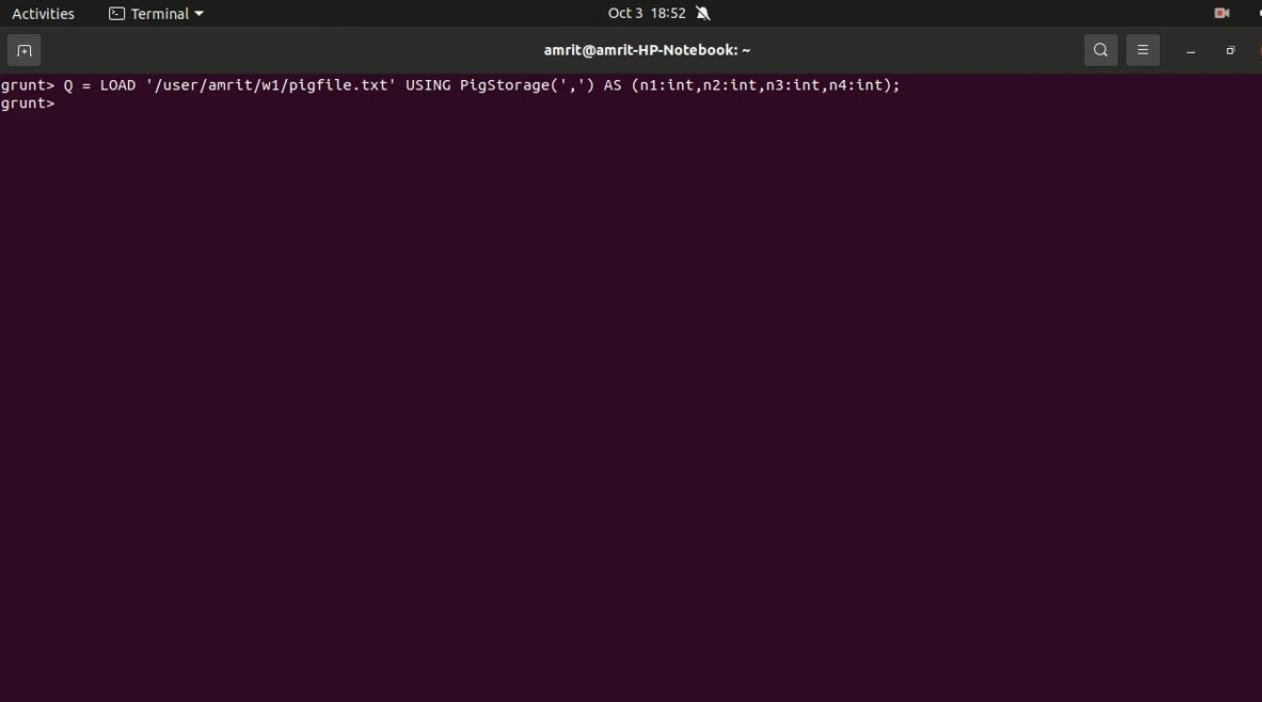 Activities Terminal Oct 3 18:52
amrit@amrit-HP-Notebook: ~
grunt> Q = LOAD '/user/amrit/w1/pigfile.txt' USING PigStorage(',') AS (n1:int,n2:int,n3:int,n4:int);
grunt>